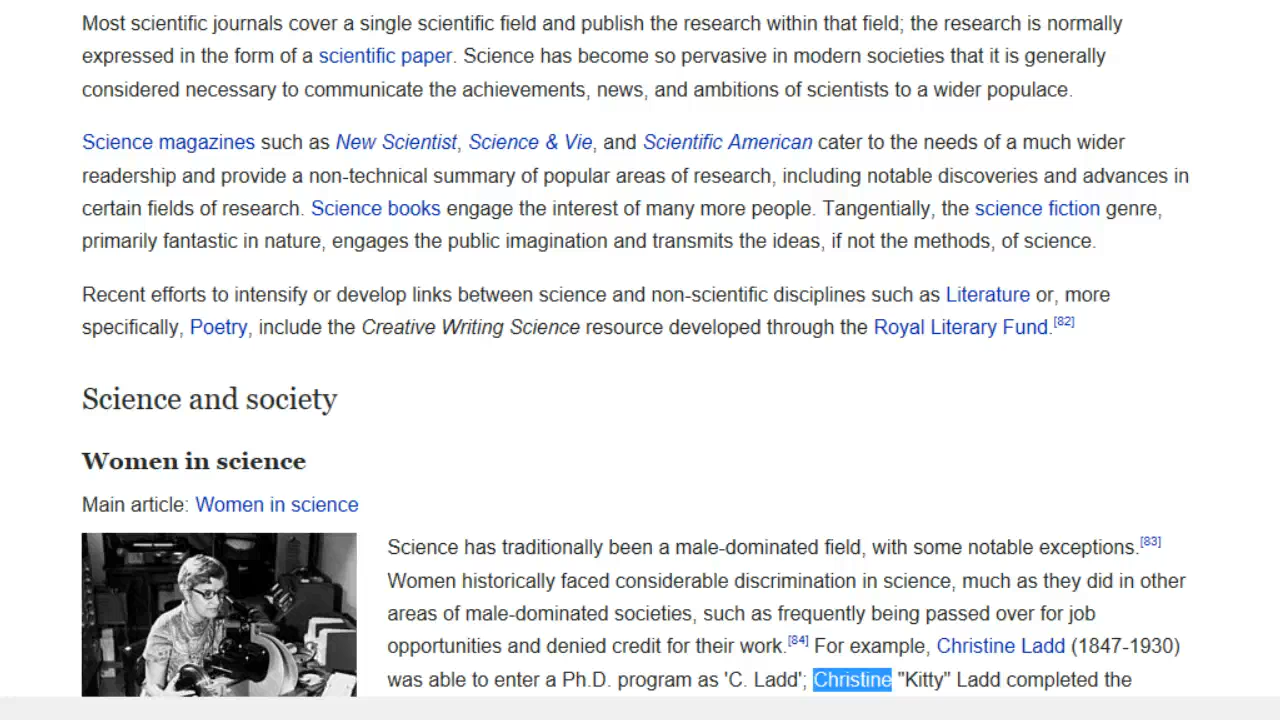 Most scientific journals cover a single scientific field and publish the research within that field; the research is normally
expressed in the form of a scientific paper. Science has become so pervasive in modern societies that it is generally
considered necessary to communicate the achievements, news, and ambitions of scientists to a wider populace.
Science magazines such as New Scientist, Science & Vie, and Scientific American cater to the needs of a much wider
readership and provide a non-technical summary of popular areas of research, including notable discoveries and advances in
certain fields of research. Science books engage the interest of many more people. Tangentially, the science fiction genre,
primarily fantastic in nature, engages the public imagination and transmits the ideas, if not the methods, of science.
Recent efforts to intensify or develop links between science and non-scientific disciplines such as Literature or, more
specifically, Poetry, include the Creative Writing Science resource developed through the Royal Literary Fund.[82]
Science and society
Women in science
Main article: Women in science
Science has traditionally been a male-dominated field, with some notable exceptions.[83]
Women historically faced considerable discrimination in science, much as they did in other
areas of male-dominated societies, such as frequently being passed over for job
opportunities and denied credit for their work.[84] For example, Christine Ladd (1847-1930)
was able to enter a Ph.D. program as 'C. Ladd'; Christine "Kitty" Ladd completed the